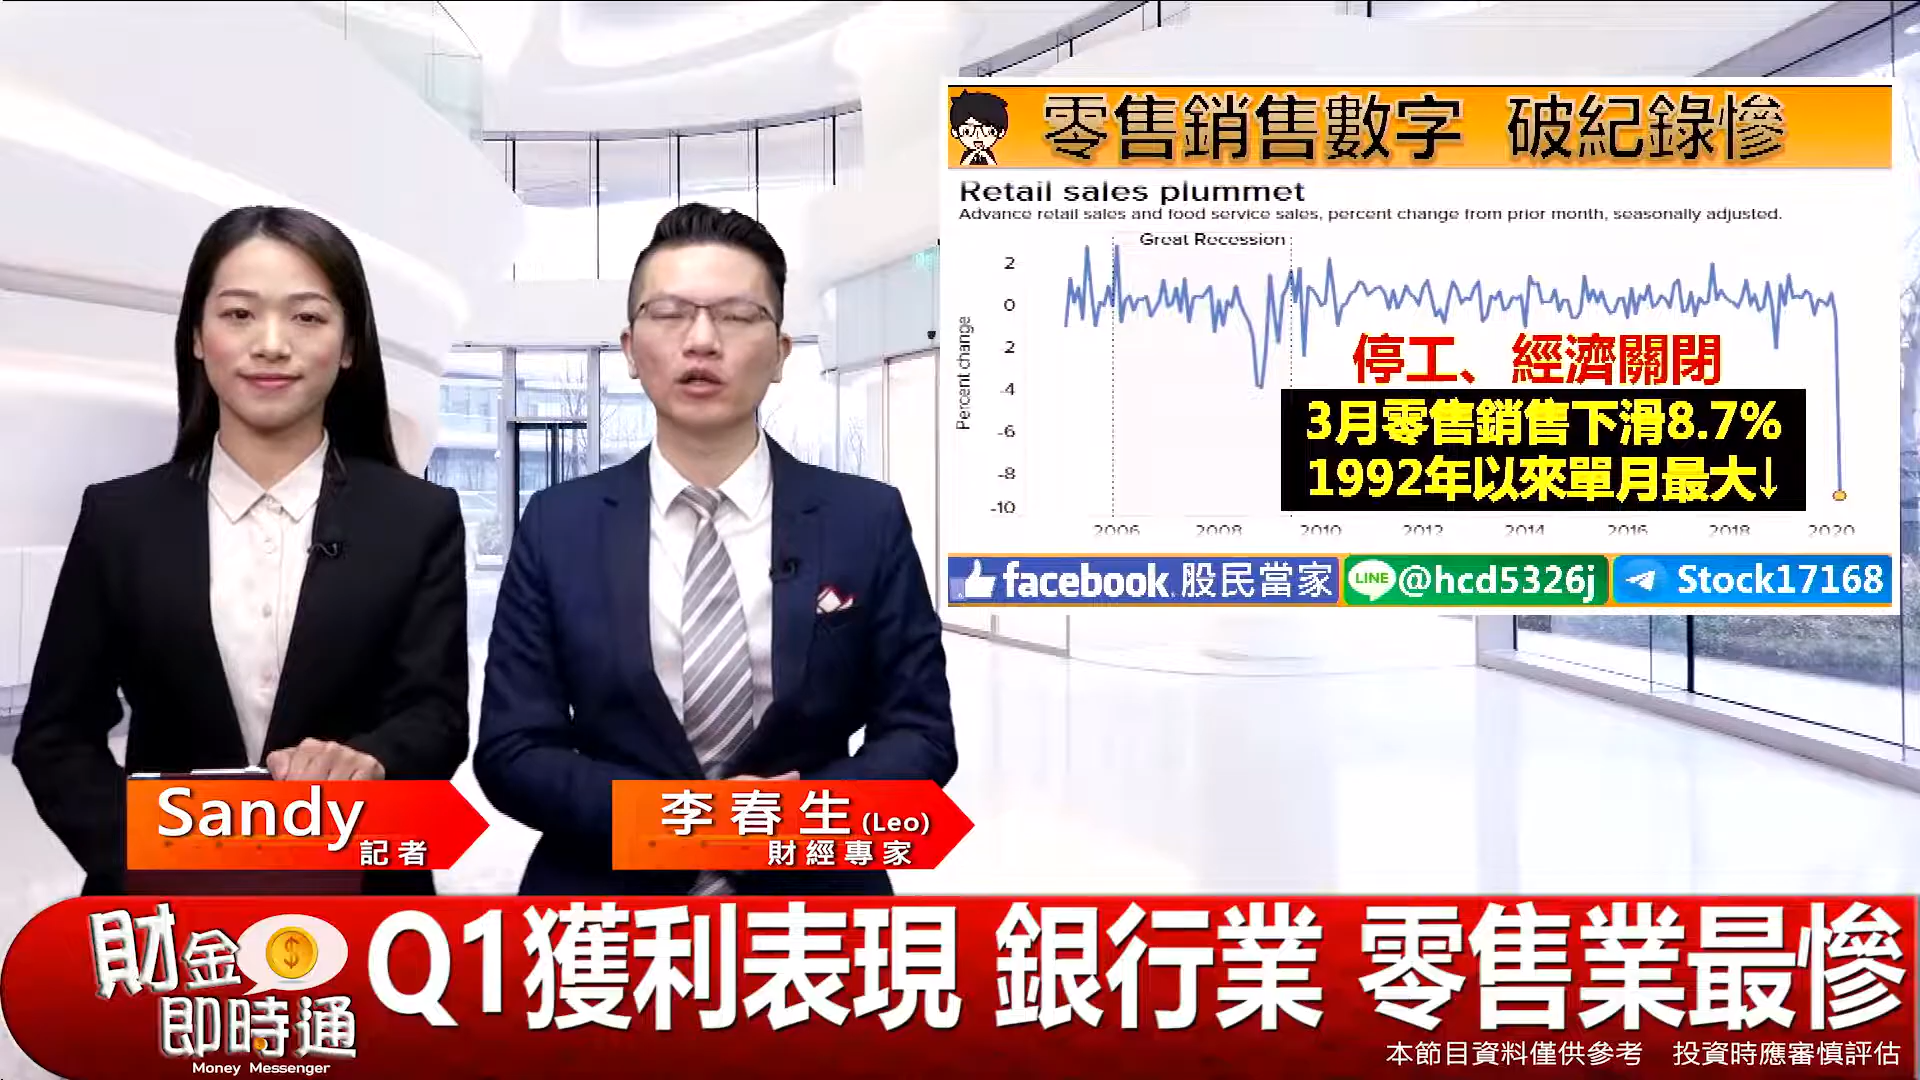 零售銷售數字 破紀錄慘
Retail sales plummet
Advance retail sales and food service sales, percent change from prior month, seasonally adjusted.
Great Recession
2
0
2
-4
-6
-8
-10
Percent change
2006 2008 2010 2012 2014 2016 2018 2020
停工、經濟關閉
3月零售銷售下滑8.7%
1992年以來單月最大↓
facebook 股民當家
LINE @hcd5326j
Stock17168
Sandy
記者
李春生 (Leo)
財經專家
財金即時通
$
Money Messenger
Q1獲利表現 銀行業 零售業最慘
本節目資料僅供參考 投資時應審慎評估